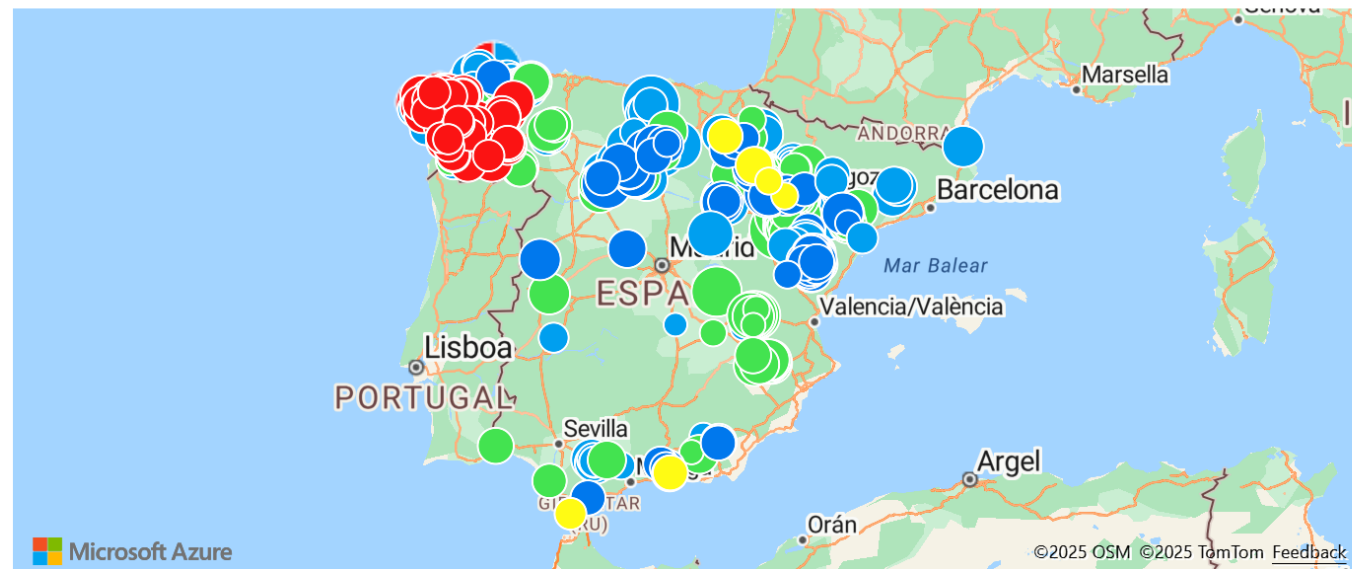 Marsella
ANDORRA
Barcelona
Mar Balear
ESPA
Valencia/València
Lisboa
PORTUGAL
Sevilla
Argel
Orán
Microsoft Azure
©2025 OSM ©2025 TomTom Feedback